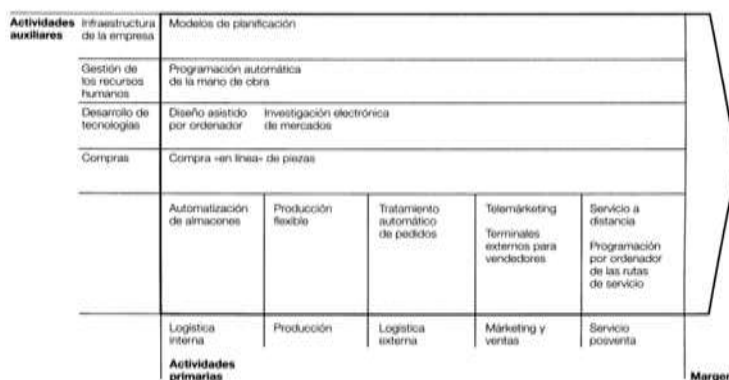 Actividades auxiliares
Infraestructura de la empresa
Modelos de planificación
Gestión de los recursos humanos
Programación automática de la mano de obra
Desarrollo de tecnologías
Diseño asistido por ordenador
Investigación electrónica de mercados
Compras
Compra «en línea» de piezas
Automatización de almacenes
Producción flexible
Tratamiento automático de pedidos
Telemárketing
Terminales externos para vendedores
Servicio a distancia
Programación por ordenador de las rutas de servicio
Logística interna
Producción
Logística externa
Márketing y ventas
Servicio posventa
Actividades primarias
Margen